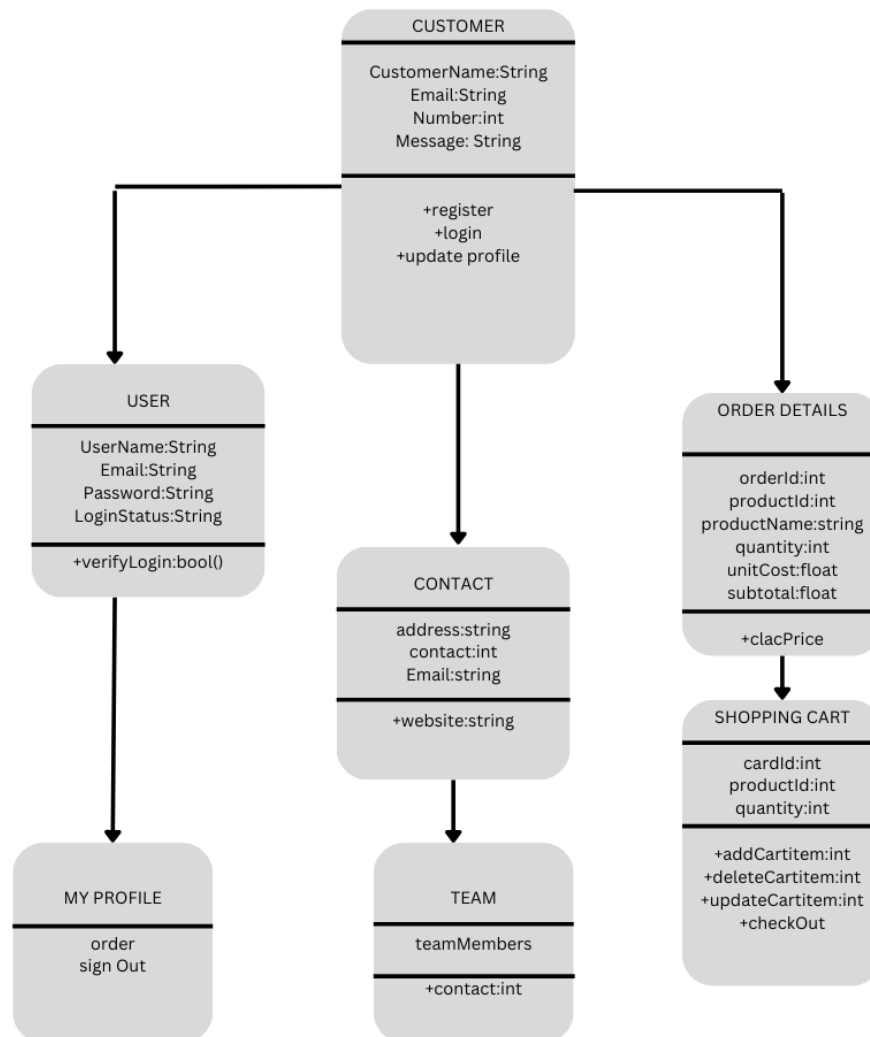 CUSTOMER
CustomerName:String
Email:String
Number:int
Message: String
+register
+login
+update profile
USER
UserName:String
Email:String
Password:String
LoginStatus:String
+verifyLogin:bool()
CONTACT
address:string
contact:int
Email:string
+website:string
ORDER DETAILS
orderId:int
productId:int
productName:string
quantity:int
unitCost:float
subtotal:float
+clacPrice
SHOPPING CART
cardId:int
productId:int
quantity:int
+addCartitem:int
+deleteCartitem:int
+updateCartitem:int
+checkOut
MY PROFILE
order
sign Out
TEAM
teamMembers
+contact:int